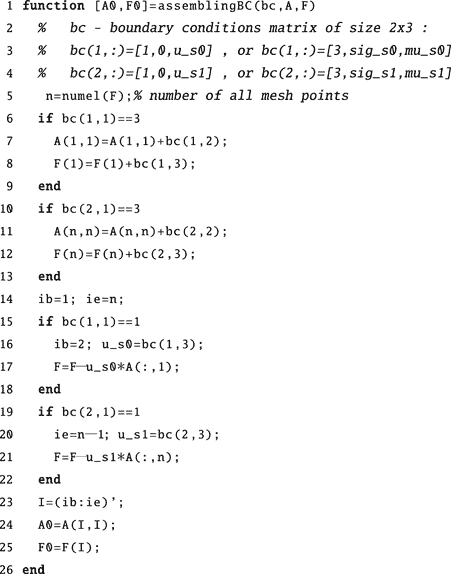 1 function [A0,F0]=assemblingBC(bc,A,F)
2 % bc - boundary conditions matrix of size 2x3 :
3 % bc(1,:)=[1,0,u_s0] , or bc(1,:)=[3,sig_s0,mu_s0]
4 % bc(2,:)=[1,0,u_s1] , or bc(2,:)=[3,sig_s1,mu_s1]
5 n=numel(F);% number of all mesh points
6 if bc(1,1)==3
7 A(1,1)=A(1,1)+bc(1,2);
8 F(1)=F(1)+bc(1,3);
9 end
10 if bc(2,1)==3
11 A(n,n)=A(n,n)+bc(2,2);
12 F(n)=F(n)+bc(2,3);
13 end
14 ib=1; ie=n;
15 if bc(1,1)==1
16 ib=2; u_s0=bc(1,3);
17 F=F—u_s0*A(:,1);
18 end
19 if bc(2,1)==1
20 ie=n—1; u_s1=bc(2,3);
21 F=F—u_s1*A(:,n);
22 end
23 I=(ib:ie)’;
24 A0=A(I,I);
25 F0=F(I);
26 end